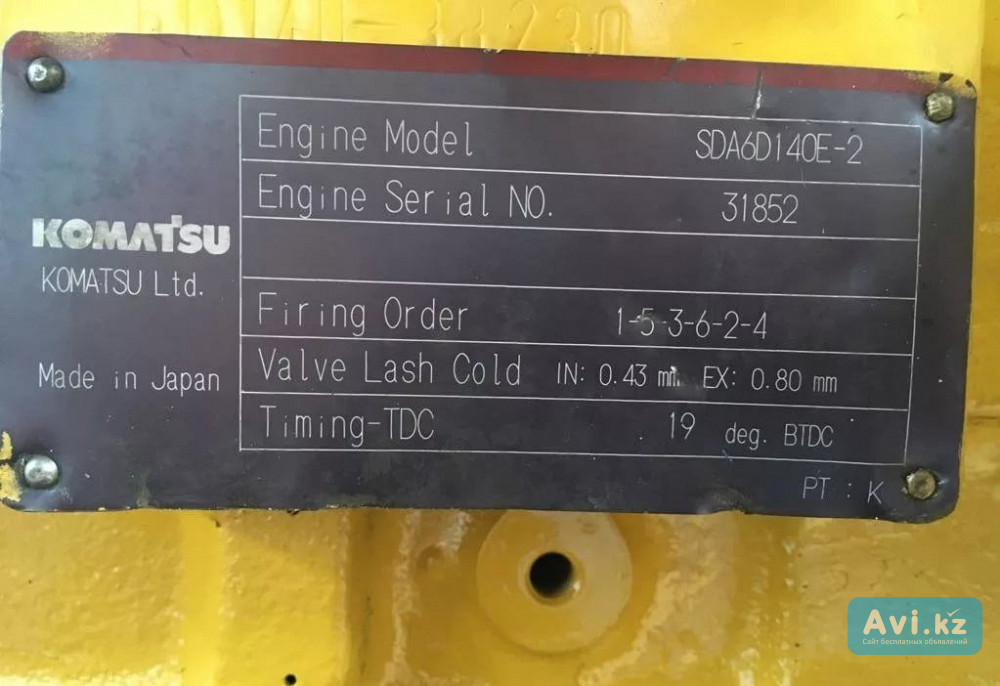 Engine Model SDA6D140E-2
Engine Serial NO. 31852
KOMATSU
KOMATSU Ltd.
Firing Order 1-5-3-6-2-4
Made in Japan
Valve Lash Cold IN: 0.43 mm. EX: 0.80 mm
Timing-TDC 19 deg. BTDC
PT : K
Avi.kz
Сайт бесплатных объявлений